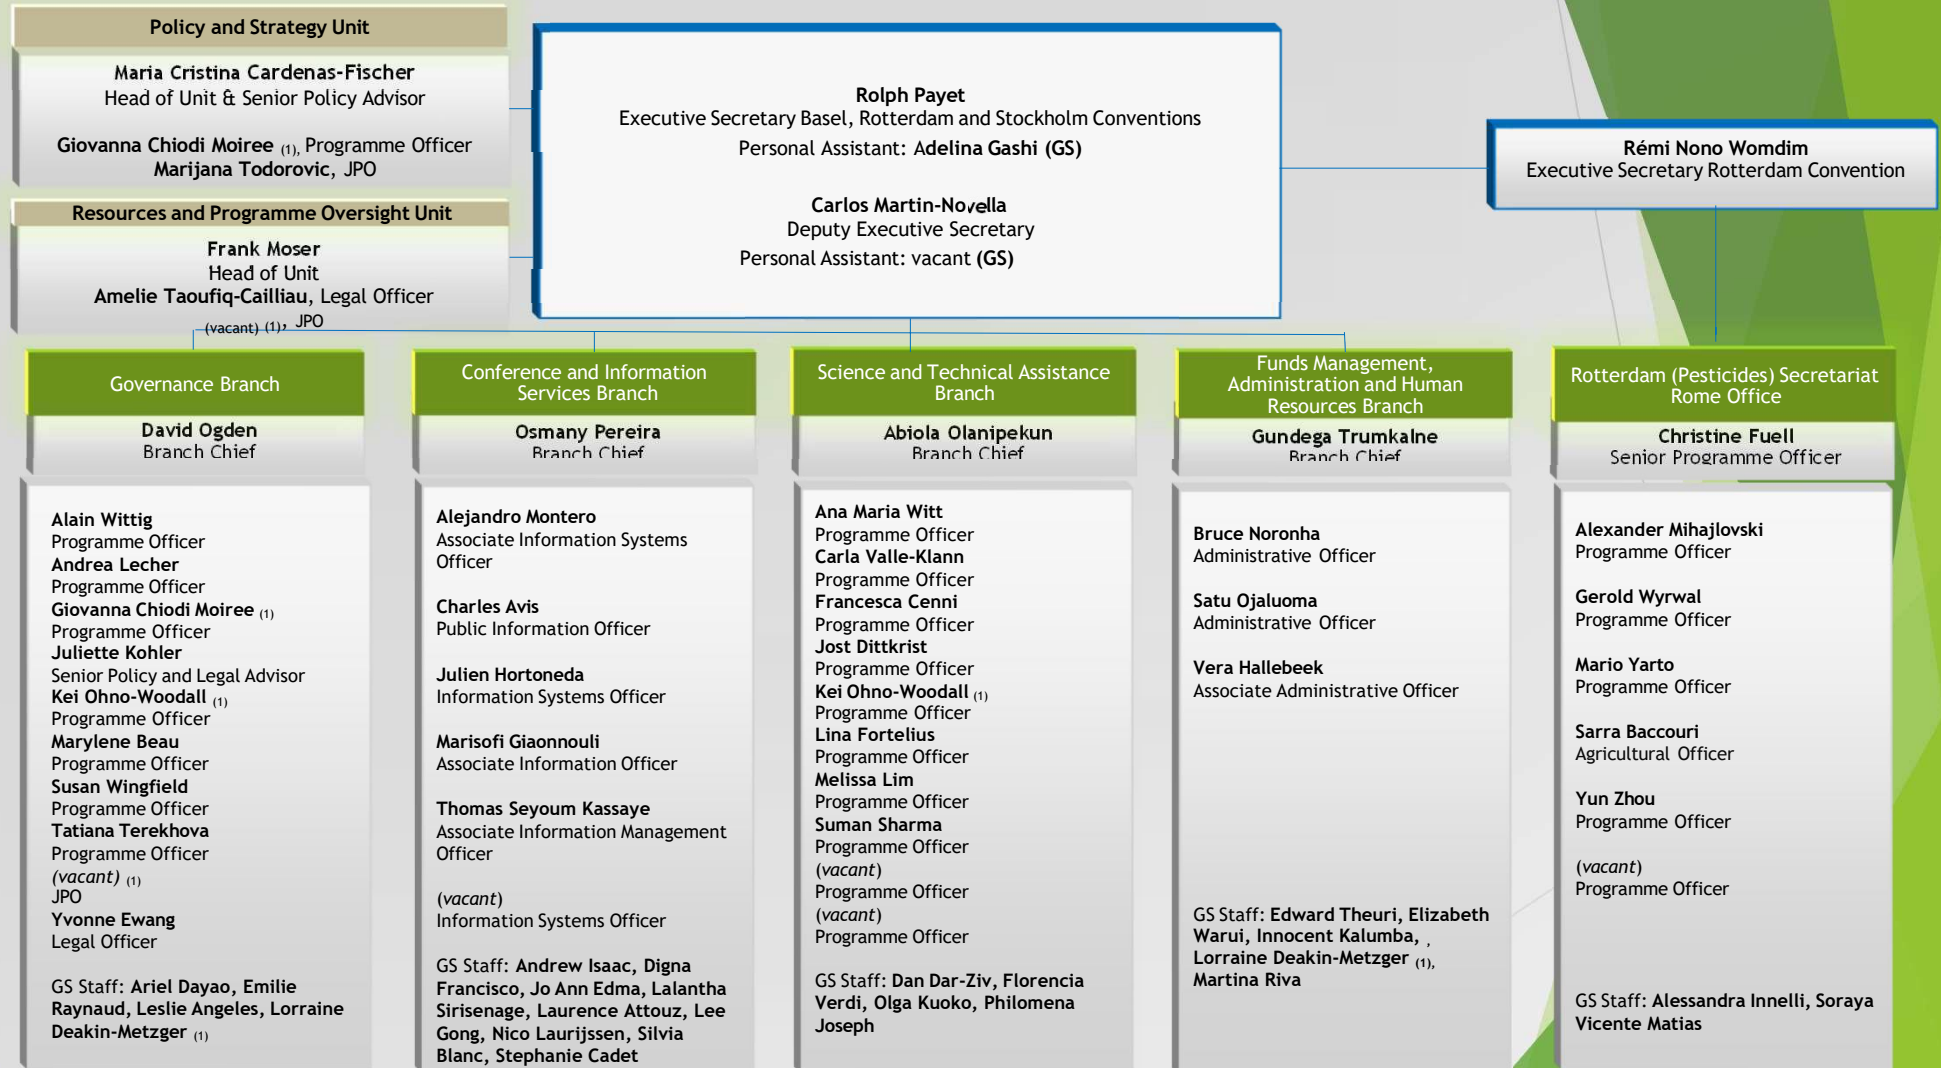 Policy and Strategy Unit
Maria Cristina Cardenas-Fischer
Head of Unit & Senior Policy Advisor
Giovanna Chiodi Moiree (1), Programme Officer
Marijana Todorovic, JPO
Resources and Programme Oversight Unit
Frank Moser
Head of Unit
Amelie Taoufiq-Cailliau, Legal Officer
(vacant) (1), JPO
Rolph Payet
Executive Secretary Basel, Rotterdam and Stockholm Conventions
Personal Assistant: Adelina Gashi (GS)
Carlos Martin-Novella
Deputy Executive Secretary
Personal Assistant: vacant (GS)
Rémi Nono Womdim
Executive Secretary Rotterdam Convention
Governance Branch
David Ogden
Branch Chief
Alain Wittig
Programme Officer
Andrea Lecher
Programme Officer
Giovanna Chiodi Moiree (1)
Programme Officer
Juliette Kohler
Senior Policy and Legal Advisor
Kei Ohno-Woodall (1)
Programme Officer
Marylene Beau
Programme Officer
Susan Wingfield
Programme Officer
Tatiana Terekhova
Programme Officer
(vacant) (1)
JPO
Yvonne Ewang
Legal Officer
GS Staff: Ariel Dayao, Emilie
Raynaud, Leslie Angeles, Lorraine
Deakin-Metzger (1)
Conference and Information
Services Branch
Osmany Pereira
Branch Chief
Alejandro Montero
Associate Information Systems
Officer
Charles Avis
Public Information Officer
Julien Hortoneda
Information Systems Officer
Marisofi Giaonnouli
Associate Information Officer
Thomas Seyoum Kassaye
Associate Information Management
Officer
(vacant)
Information Systems Officer
GS Staff: Andrew Isaac, Digna
Francisco, Jo Ann Edma, Lalantha
Sirisenage, Laurence Attouz, Lee
Gong, Nico Laurijssen, Silvia
Blanc, Stephanie Cadet
Science and Technical Assistance
Branch
Abiola Olanipekun
Branch Chief
Ana Maria Witt
Programme Officer
Carla Valle-Klann
Programme Officer
Francesca Cenni
Programme Officer
Jost Dittkrist
Programme Officer
Kei Ohno-Woodall (1)
Programme Officer
Lina Fortelius
Programme Officer
Melissa Lim
Programme Officer
Suman Sharma
Programme Officer
(vacant)
Programme Officer
(vacant)
Programme Officer
GS Staff: Dan Dar-Ziv, Florencia
Verdi, Olga Kuoko, Philomena
Joseph
Funds Management,
Administration and Human
Resources Branch
Gundega Trumkalne
Branch Chief
Bruce Noronha
Administrative Officer
Satu Ojaluoma
Administrative Officer
Vera Hallebeek
Associate Administrative Officer
GS Staff: Edward Theuri, Elizabeth
Warui, Innocent Kalumba, ,
Lorraine Deakin-Metzger (1),
Martina Riva
Rotterdam (Pesticides) Secretariat
Rome Office
Christine Fuell
Senior Programme Officer
Alexander Mihajlovski
Programme Officer
Gerold Wyrwal
Programme Officer
Mario Yarto
Programme Officer
Sarra Baccouri
Agricultural Officer
Yun Zhou
Programme Officer
(vacant)
Programme Officer
GS Staff: Alessandra Innelli, Soraya
Vicente Matias